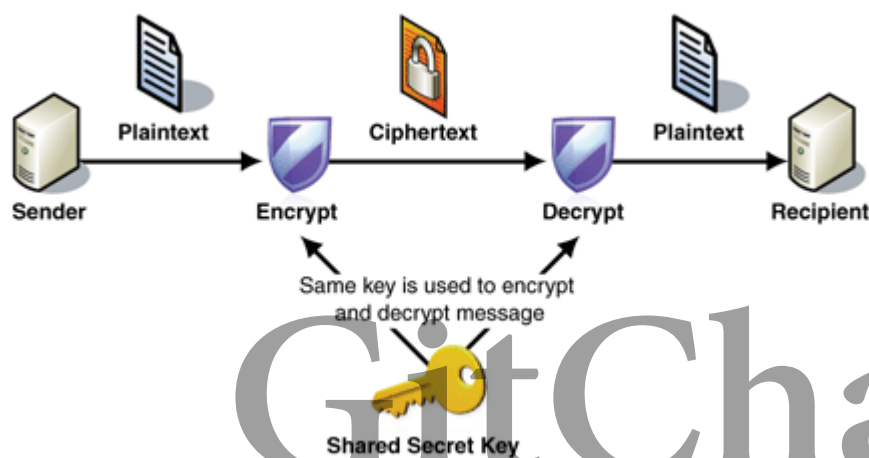 Plaintext
Ciphertext
Plaintext
Sender
Encrypt
Decrypt
Recipient
Same key is used to encrypt
and decrypt message
Shared Secret Key
GitCha